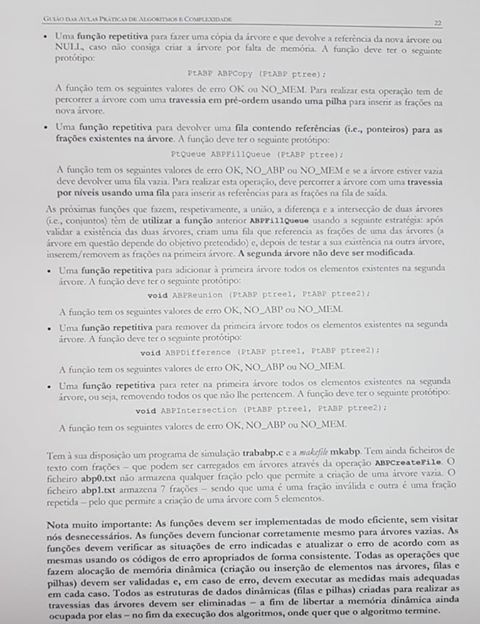 GUIÃO DAS AULAS PRÁTICAS DE ALGORITMOS E COMPLEXIDADE 22
• Uma função repetitiva para fazer uma cópia da árvore e que devolve a referência da nova árvore ou
NULL, caso não consiga criar a árvore por falta de memória. A função deve ter o seguinte
protótipo:
PtABP ABPCopy (PtABP ptree);
A função tem os seguintes valores de erro OK ou NO_MEM. Para realizar esta operação tem de
percorrer a árvore com uma travessia em pré-ordem usando uma pilha para inserir as frações na
nova árvore.
• Uma função repetitiva para devolver uma fila contendo referências (i.e., ponteiros) para as
frações existentes na árvore. A função deve ter o seguinte protótipo:
PtQueue ABPFillQueue (PtABP ptree);
A função tem os seguintes valores de erro OK, NO_ABP ou NO_MEM e se a árvore estiver vazia
deve devolver uma fila vazia. Para realizar esta operação, deve percorrer a árvore com uma travessia
por níveis usando uma fila para inserir as referências para as frações na fila de saída.
As próximas funções que fazem, respetivamente, a união, a diferença e a intersecção de duas árvores
(i.e., conjuntos) têm de utilizar a função anterior ABPFillQueue usando a seguinte estratégia: após
validar a existência das duas árvores, criam uma fila que referencia as frações de uma das árvores (a
árvore em questão depende do objetivo pretendido) e, depois de testar a sua existência na outra árvore,
inserem/removem as frações na primeira árvore. A segunda árvore não deve ser modificada.
• Uma função repetitiva para adicionar à primeira árvore todos os elementos existentes na segunda
árvore. A função deve ter o seguinte protótipo:
void ABPReunion (PtABP ptree1, PtABP ptree2);
A função tem os seguintes valores de erro OK, NO_ABP ou NO_MEM.
• Uma função repetitiva para remover da primeira árvore todos os elementos existentes na segunda
árvore. A função deve ter o seguinte protótipo:
void ABPDifference (PtABP ptree1, PtABP ptree2);
A função tem os seguintes valores de erro OK, NO_ABP ou NO_MEM.
• Uma função repetitiva para reter na primeira árvore todos os elementos existentes na segunda
árvore, ou seja, removendo todos os que não lhe pertencem. A função deve ter o seguinte protótipo:
void ABPIntersection (PtABP ptree1, PtABP ptree2);
A função tem os seguintes valores de erro OK, NO_ABP ou NO_MEM.
Tem à sua disposição um programa de simulação trababp.c e a makefile mkabp. Tem ainda ficheiros de
texto com frações – que podem ser carregados em árvores através da operação ABPCreateFile. O
ficheiro abp0.txt não armazena qualquer fração pelo que permite a criação de uma árvore vazia. O
ficheiro abp1.txt armazena 7 frações – sendo que uma é uma fração inválida e outra é uma fração
repetida – pelo que permite a criação de uma árvore com 5 elementos.
Nota muito importante: As funções devem ser implementadas de modo eficiente, sem visitar
nós desnecessários. As funções devem funcionar corretamente mesmo para árvores vazias. As
funções devem verificar as situações de erro indicadas e atualizar o erro de acordo com as
mesmas usando os códigos de erro apropriados de forma consistente. Todas as operações que
fazem alocação de memória dinâmica (criação ou inserção de elementos nas árvores, filas e
pilhas) devem ser validadas e, em caso de erro, devem executar as medidas mais adequadas
em cada caso. Todos as estruturas de dados dinâmicas (filas e pilhas) criadas para realizar as
travessias das árvores devem ser eliminadas – a fim de libertar a memória dinâmica ainda
ocupada por elas – no fim da execução dos algoritmos, onde quer que o algoritmo termine.